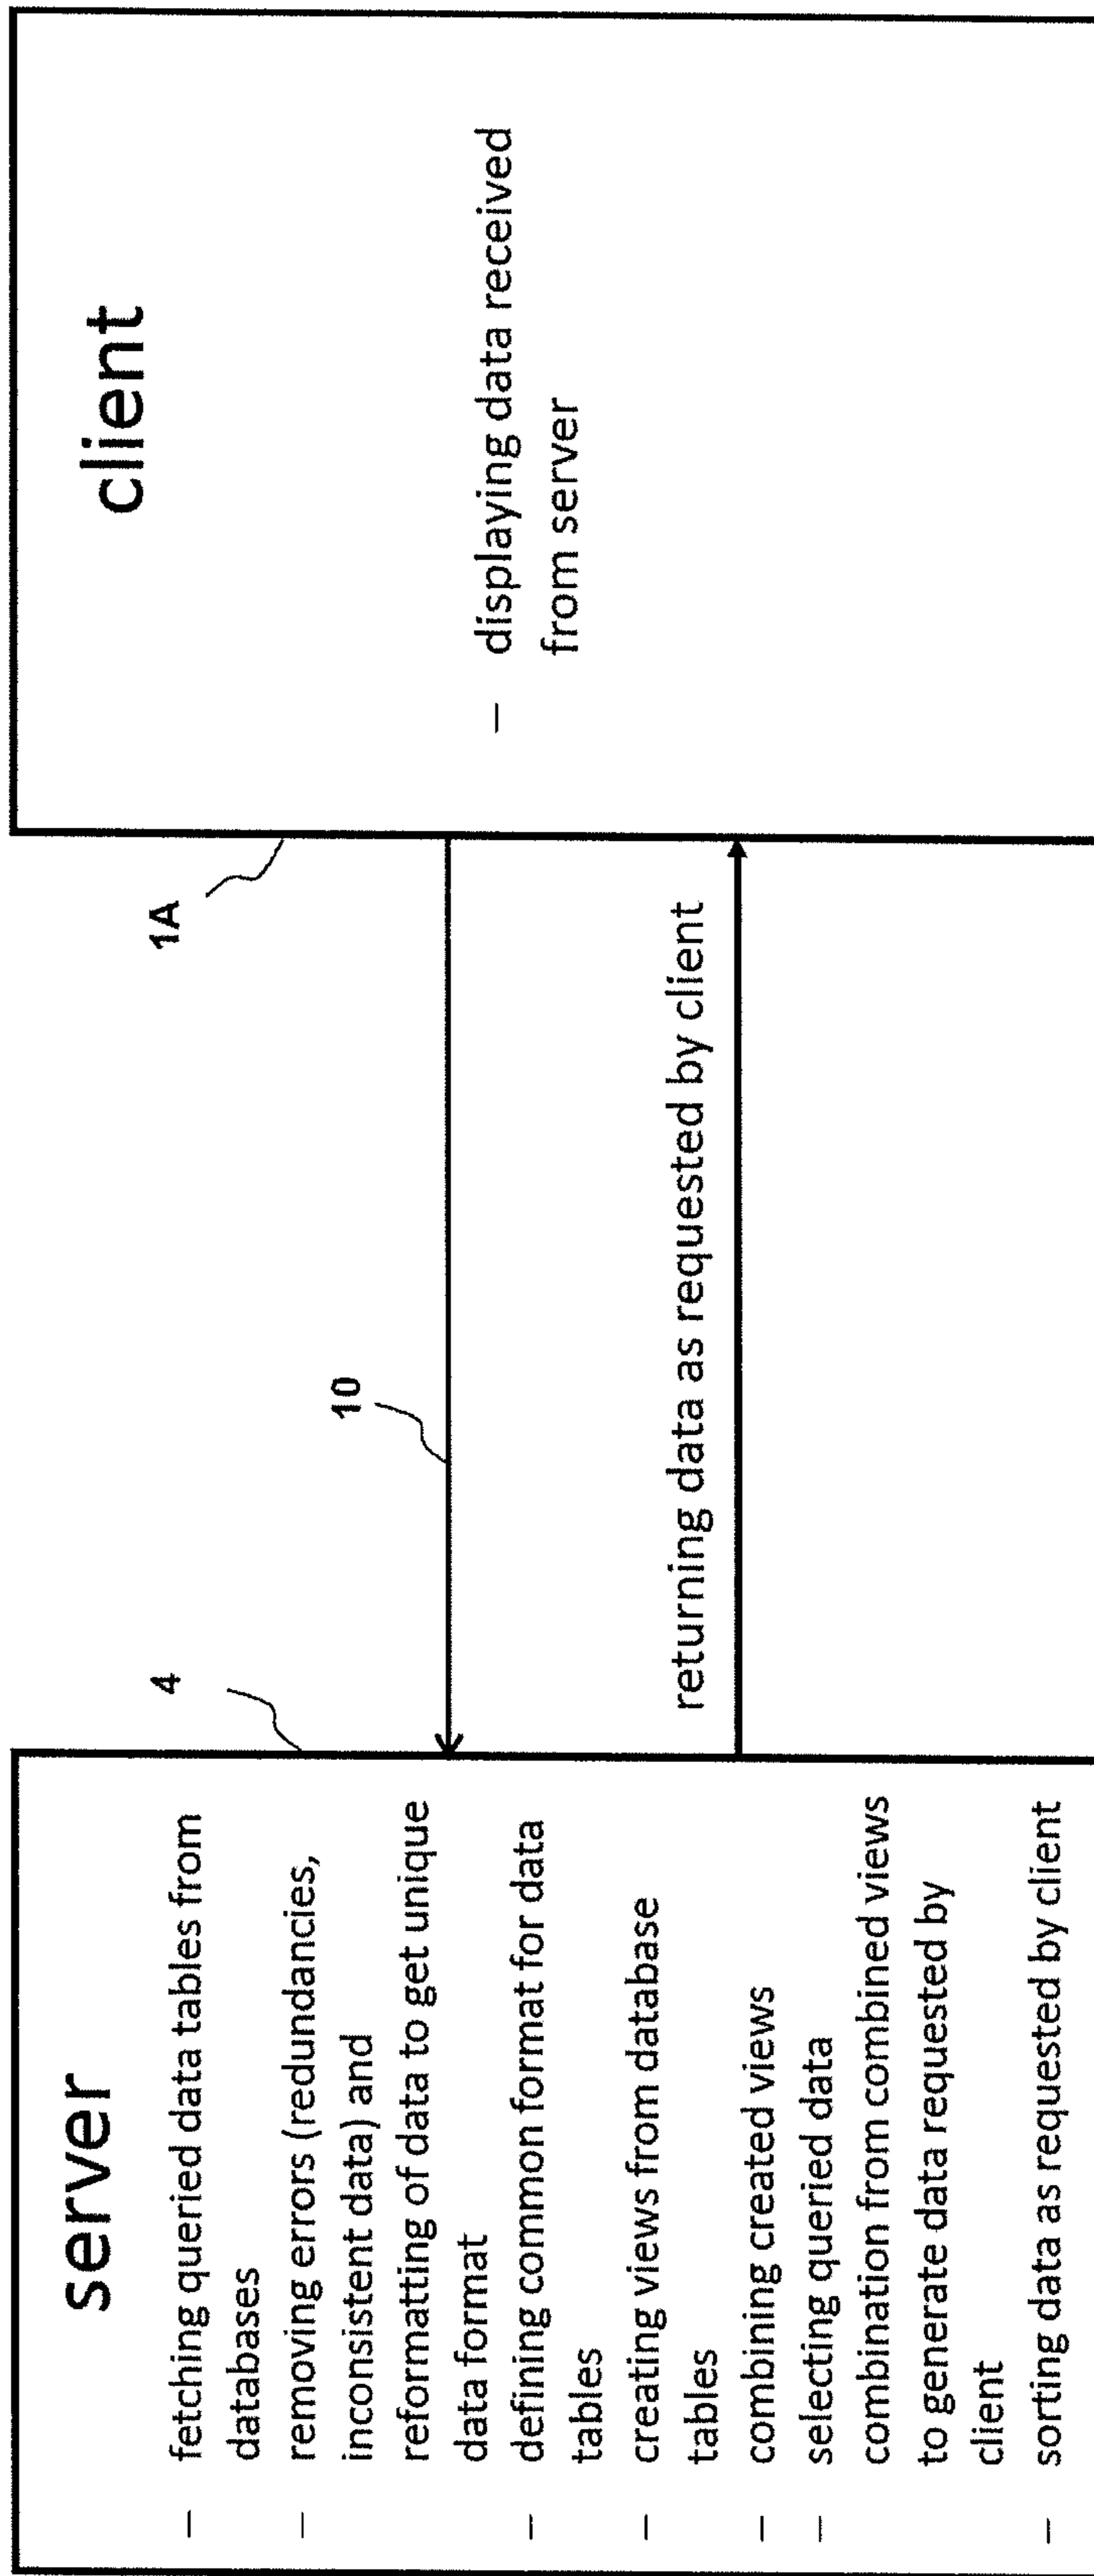 server
– fetching queried data tables from
databases
– removing errors (redundancies,
inconsistent data) and
reformatting of data to get unique
data format
– defining common format for data
tables
– creating views from database
tables
– combining created views
– selecting queried data
combination from combined views
to generate data requested by
client
– sorting data as requested by client
4
10
returning data as requested by client
1A
client
– displaying data received
from server